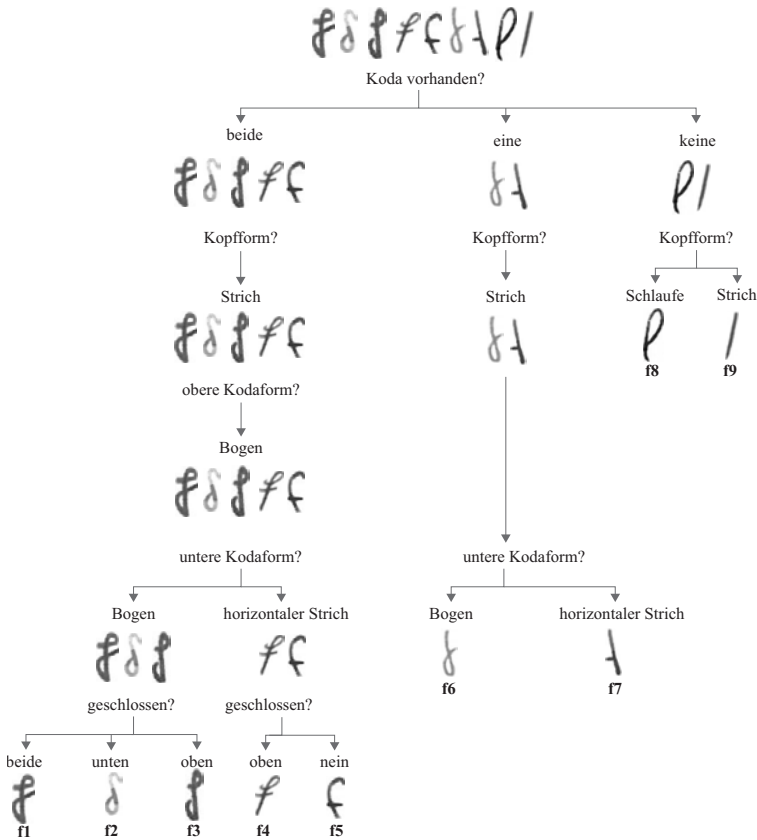 Koda vorhanden?
beide eine keine
Kopfform? Kopfform? Kopfform?
Strich Strich Schlaufe Strich
f8 f9
obere Kodaform?
Bogen
untere Kodaform? untere Kodaform?
Bogen horizontaler Strich Bogen horizontaler Strich
f6 f7
geschlossen? geschlossen?
beide unten oben oben nein
f1 f2 f3 f4 f5